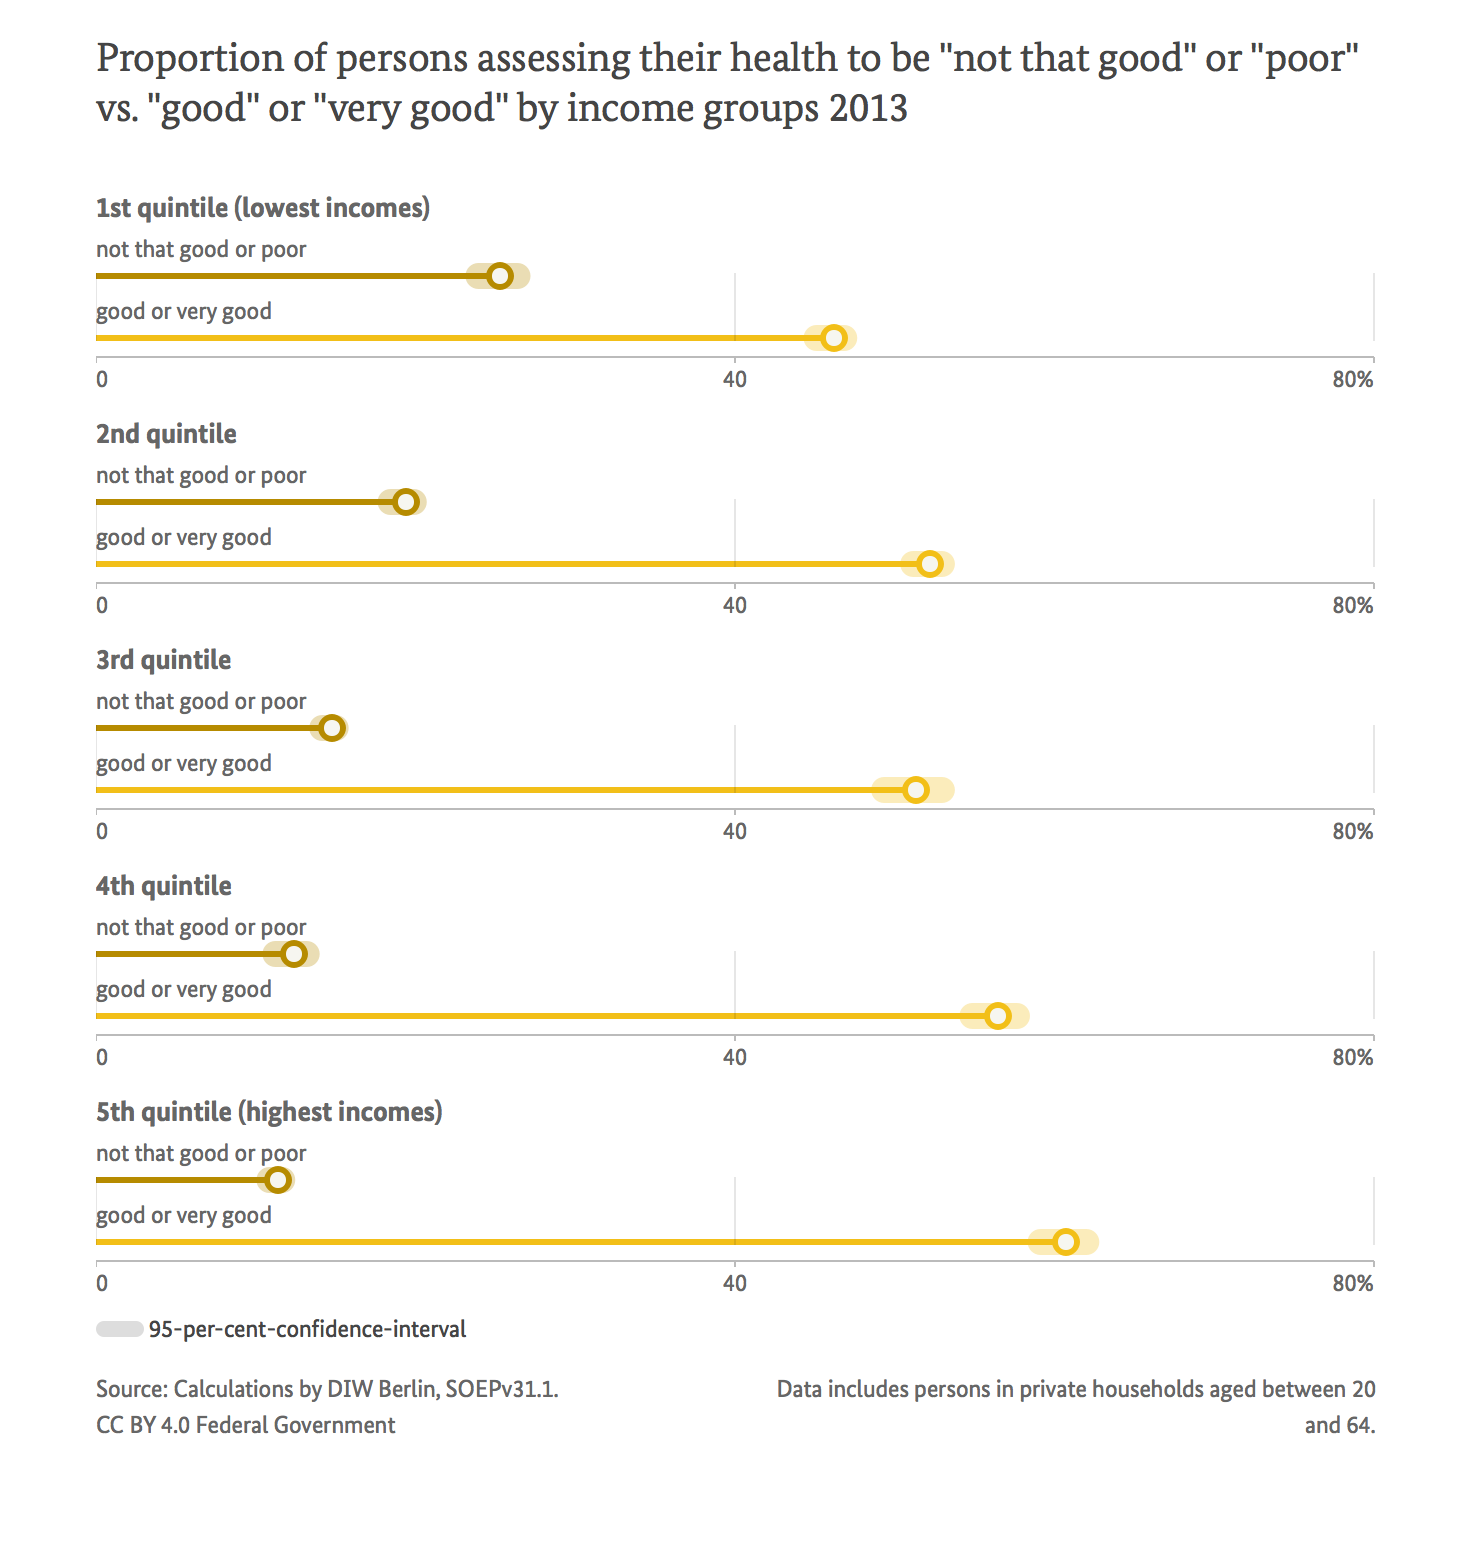 Proportion of persons assessing their health to be "not that good" or "poor"
vs. "good" or "very good" by income groups 2013
1st quintile (lowest incomes)
not that good or poor
good or very good
0 40 80%
2nd quintile
not that good or poor
good or very good
0 40 80%
3rd quintile
not that good or poor
good or very good
0 40 80%
4th quintile
not that good or poor
good or very good
0 40 80%
5th quintile (highest incomes)
not that good or poor
good or very good
0 40 80%
95-per-cent-confidence-interval
Source: Calculations by DIW Berlin, SOEPv31.1.
CC BY 4.0 Federal Government
Data includes persons in private households aged between 20
and 64.